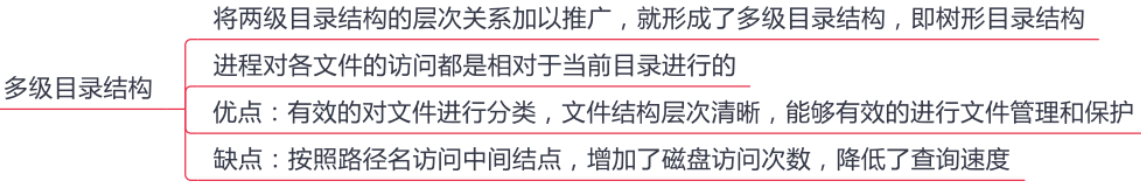 将两级目录结构的层次关系加以推广，就形成了多级目录结构，即树形目录结构
进程对各文件的访问都是相对于当前目录进行的
多级目录结构
优点：有效的对文件进行分类，文件结构层次清晰，能够有效的进行文件管理和保护
缺点：按照路径名访问中间结点，增加了磁盘访问次数，降低了查询速度